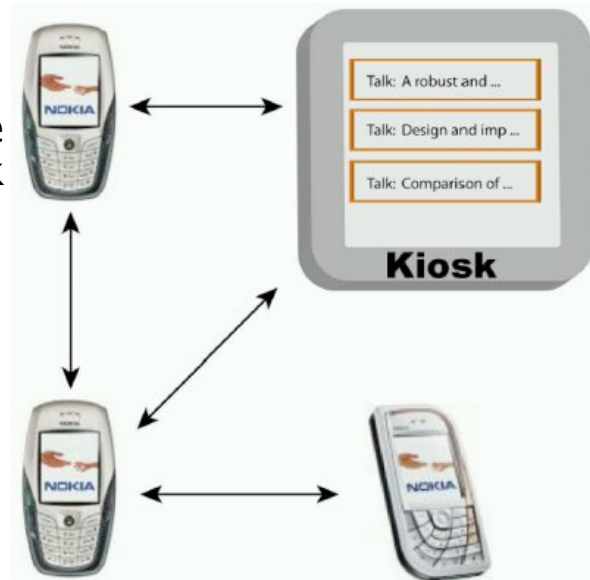 NOKIA
Talk: A robust and ...
Talk: Design and imp ...
Talk: Comparison of ...
Kiosk
NOKIA
NOKIA